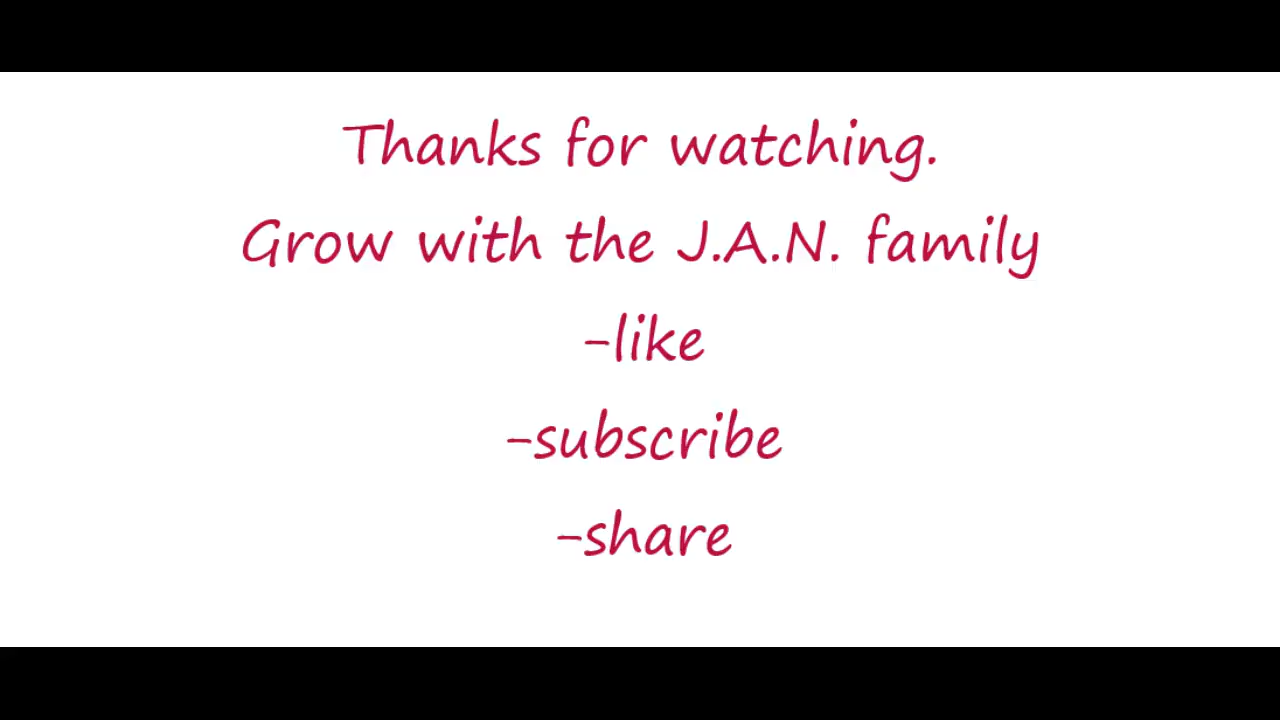 Thanks for watching.
Grow with the J.A.N. family
-like
-subscribe
-share